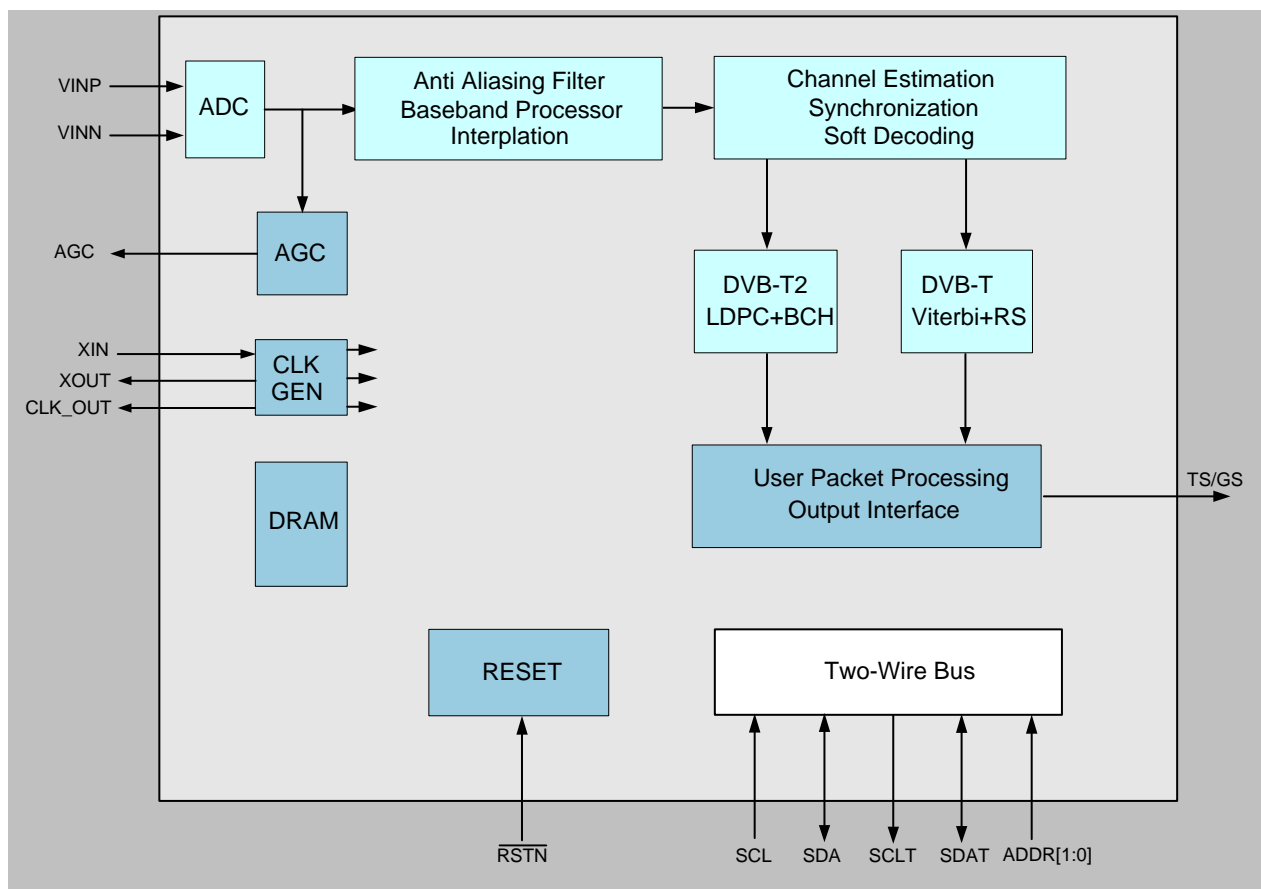 VINP
VINN
ADC
Anti Aliasing Filter
Baseband Processor
Interplation
Channel Estimation
Synchronization
Soft Decoding
AGC
AGC
DVB-T2
LDPC+BCH
DVB-T
Viterbi+RS
XIN
XOUT
CLK_OUT
CLK
GEN
DRAM
User Packet Processing
Output Interface
TS/GS
RESET
Two-Wire Bus
RSTN
SCL
SDA
SCLT
SDAT
ADDR[1:0]